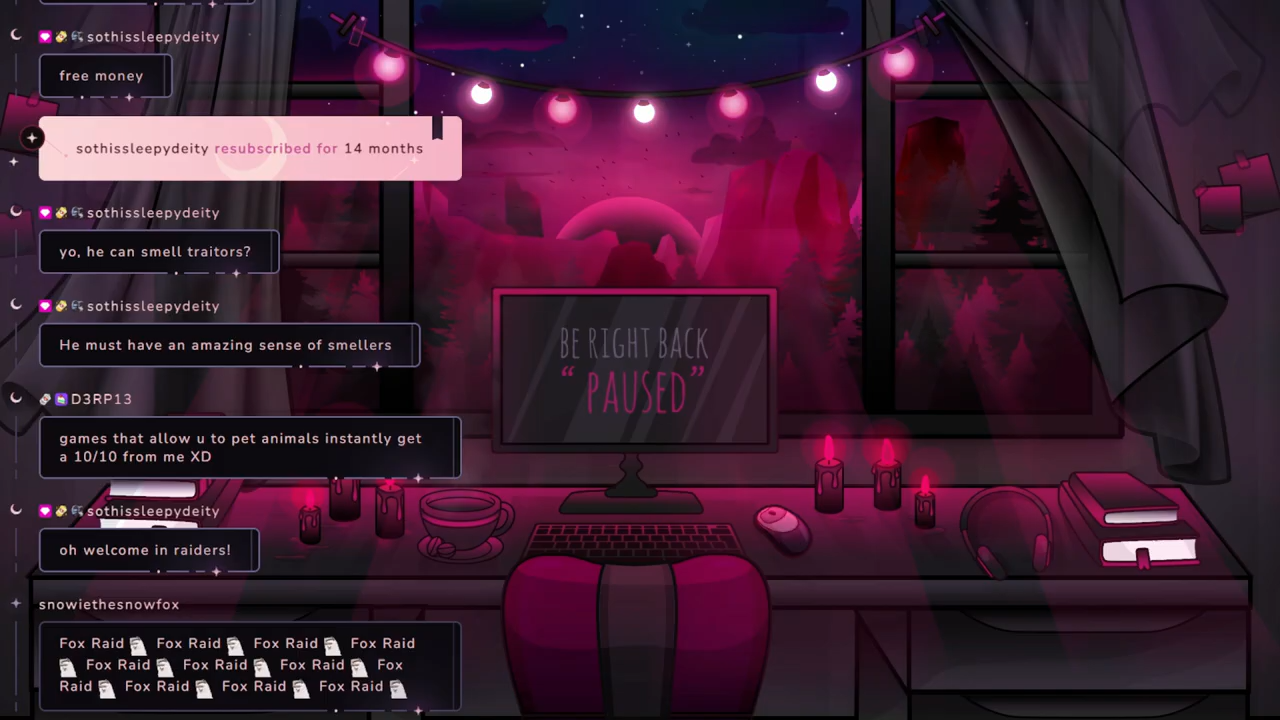 sothissleepydeity
free money
sothissleepydeity resubscribed for 14 months
sothissleepydeity
yo, he can smell traitors?
sothissleepydeity
He must have an amazing sense of smellers
D3RP13
games that allow u to pet animals instantly get
a 10/10 from me XD
sothissleepydeity
oh welcome in raiders!
snowiethesnowfox
Fox Raid Fox Raid Fox Raid Fox Raid
Fox Raid Fox Raid Fox Raid Fox
Raid Fox Raid Fox Raid Fox Raid
BE RIGHT BACK
“ PAUSED”